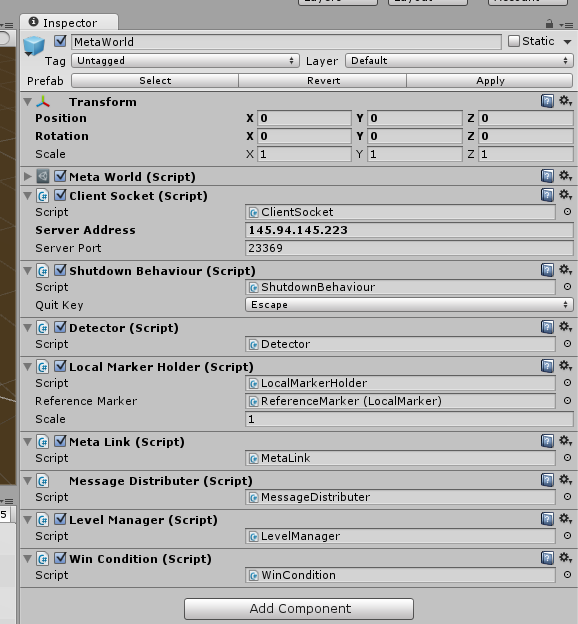 Inspector
MetaWorld Static
Tag Untagged Layer Default
Prefab Select Revert Apply
Transform
Position X 0 Y 0 Z 0
Rotation X 0 Y 0 Z 0
Scale X 1 Y 1 Z 1
Meta World (Script)
Client Socket (Script)
Script ClientSocket
Server Address 145.94.145.223
Server Port 23369
Shutdown Behaviour (Script)
Script ShutdownBehaviour
Quit Key Escape
Detector (Script)
Script Detector
Local Marker Holder (Script)
Script LocalMarkerHolder
Reference Marker ReferenceMarker (LocalMarker)
Scale 1
Meta Link (Script)
Script MetaLink
Message Distributer (Script)
Script MessageDistributer
Level Manager (Script)
Script LevelManager
5
Win Condition (Script)
Script WinCondition
Add Component